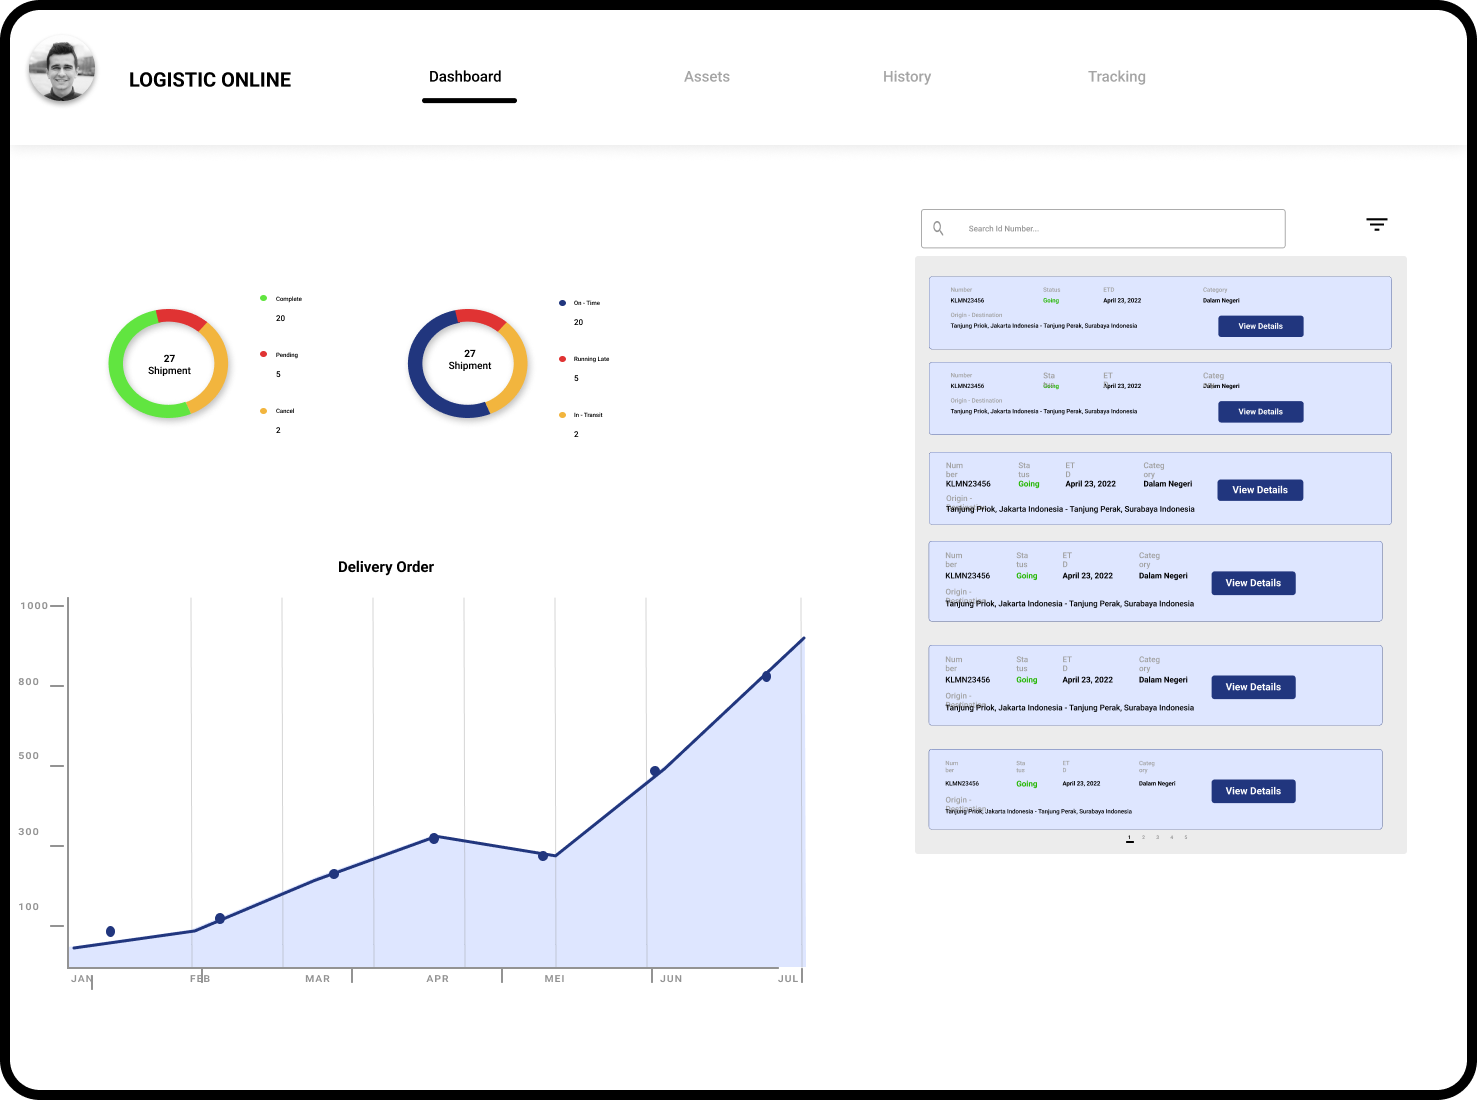 LOGISTIC ONLINE
Dashboard
Assets
History
Tracking
Search Id Number...
Complete
20
Pending
5
Cancel
2
27
Shipment
On - Time
20
Running Late
5
In - Transit
2
27
Shipment
Number Status ETD Category
KLMN23456 Going April 23, 2022 Dalam Negeri
Origin - Destination
Tanjung Priok, Jakarta Indonesia - Tanjung Perak, Surabaya Indonesia
View Details
Number Sta ET Categ
KLMN23456 Going April 23, 2022 Dalam Negeri
Origin - Destination
Tanjung Priok, Jakarta Indonesia - Tanjung Perak, Surabaya Indonesia
View Details
Num Sta ET Categ
ber tus D ory
KLMN23456 Going April 23, 2022 Dalam Negeri
View Details
Origin -
Tanjung Priok, Jakarta Indonesia - Tanjung Perak, Surabaya Indonesia
Num Sta ET Categ
ber tus D ory
KLMN23456 Going April 23, 2022 Dalam Negeri
View Details
Origin -
Destination
Tanjung Priok, Jakarta Indonesia - Tanjung Perak, Surabaya Indonesia
Num Sta ET Categ
ber tus D ory
KLMN23456 Going April 23, 2022 Dalam Negeri
View Details
Origin -
Destination
Tanjung Priok, Jakarta Indonesia - Tanjung Perak, Surabaya Indonesia
Num Sta ET Categ
ber tus D ory
KLMN23456 Going April 23, 2022 Dalam Negeri
View Details
Origin -
Destination
Tanjung Priok, Jakarta Indonesia - Tanjung Perak, Surabaya Indonesia
1 2 3 4 5
Delivery Order
1000
800
500
300
100
JAN FEB MAR APR MEI JUN JUL